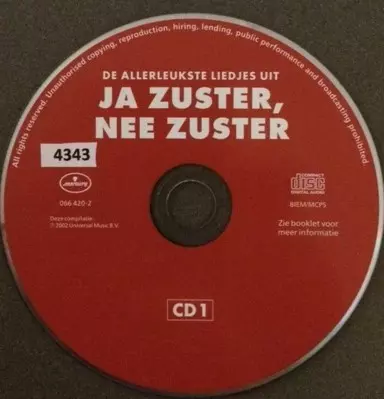 All rights reserved. Unauthorised copying, reproduction, hiring, lending, public performance and broadcasting prohibited.
DE ALLERLEUKSTE LIEDJES UIT
JA ZUSTER,
NEE ZUSTER
4343
mercury
COMPACT
disc
DIGITAL AUDIO
066 420-2
BIEM/MCPS
Deze compilatie:
℗ 2002 Universal Music B.V.
Zie booklet voor
meer informatie
CD 1